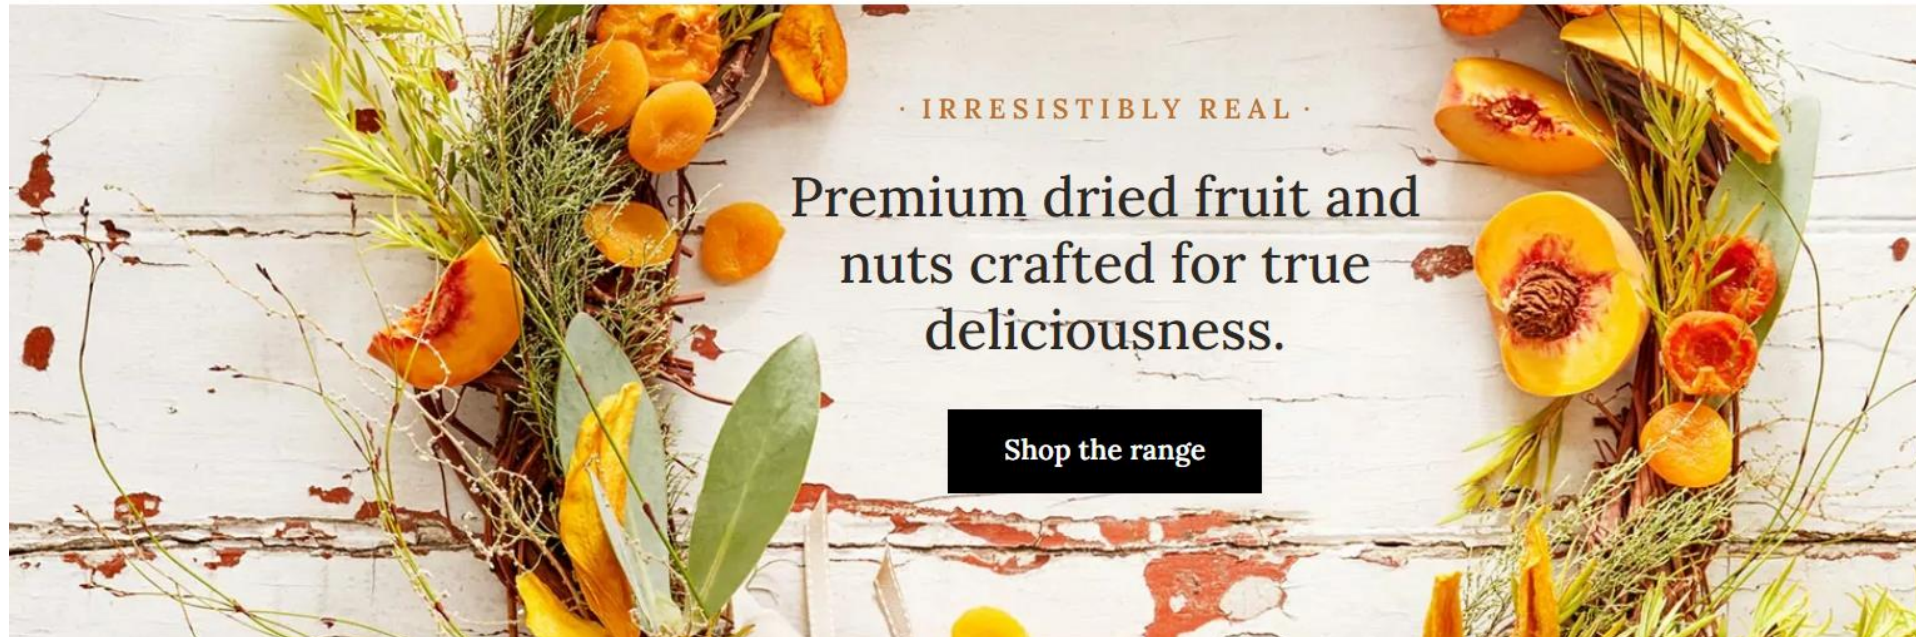 · IRRESISTIBLY REAL ·
Premium dried fruit and
nuts crafted for true
deliciousness.
Shop the range